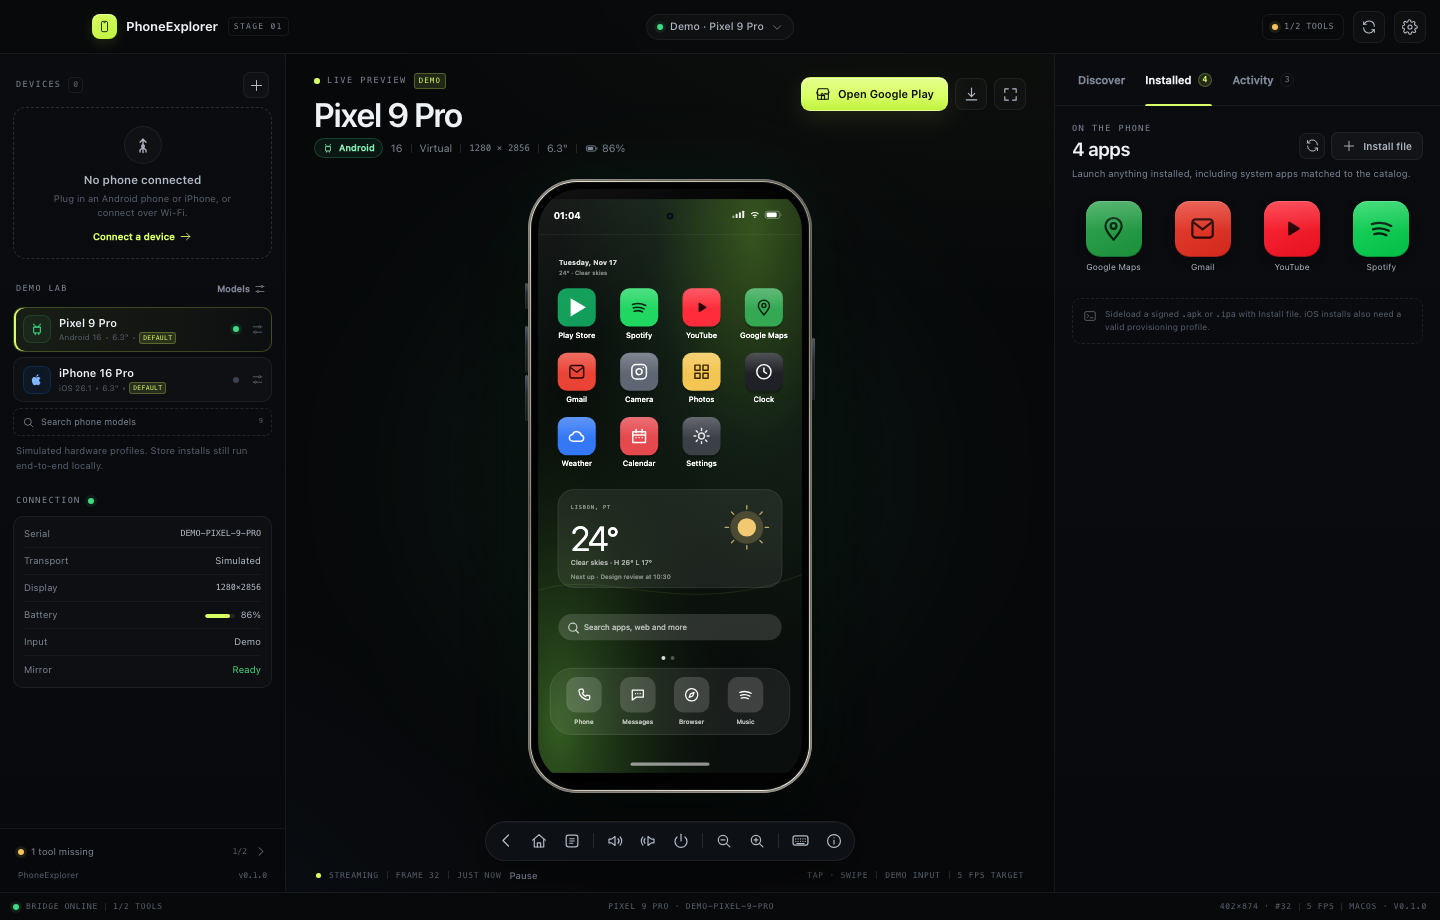 PhoneExplorer STAGE 01
Demo · Pixel 9 Pro
1/2 TOOLS
DEVICES 0
No phone connected
Plug in an Android phone or iPhone, or
connect over Wi-Fi.
Connect a device →
DEMO LAB
Models
Pixel 9 Pro
Android 16 • 6.3" • DEFAULT
iPhone 16 Pro
iOS 26.1 • 6.3" • DEFAULT
Search phone models 9
Simulated hardware profiles. Store installs still run
end-to-end locally.
CONNECTION
Serial DEMO-PIXEL-9-PRO
Transport Simulated
Display 1280×2856
Battery 86%
Input Demo
Mirror Ready
1 tool missing 1/2
PhoneExplorer v0.1.0
LIVE PREVIEW DEMO
Pixel 9 Pro
Android 16 Virtual 1280 × 2856 6.3" 86%
Open Google Play
01:04
Tuesday, Nov 17
24° · Clear skies
Play Store Spotify YouTube Google Maps
Gmail Camera Photos Clock
Weather Calendar Settings
LISBON, PT
24°
Clear skies · H 26° L 17°
Next up · Design review at 10:30
Search apps, web and more
Phone Messages Browser Music
STREAMING FRAME 32 JUST NOW Pause
TAP · SWIPE DEMO INPUT 5 FPS TARGET
Discover Installed 4 Activity 3
ON THE PHONE
4 apps
Install file
Launch anything installed, including system apps matched to the catalog.
Google Maps Gmail YouTube Spotify
Sideload a signed .apk or .ipa with Install file. iOS installs also need a
valid provisioning profile.
BRIDGE ONLINE 1/2 TOOLS
PIXEL 9 PRO · DEMO-PIXEL-9-PRO
402×874 · #32 5 FPS MACOS · V0.1.0